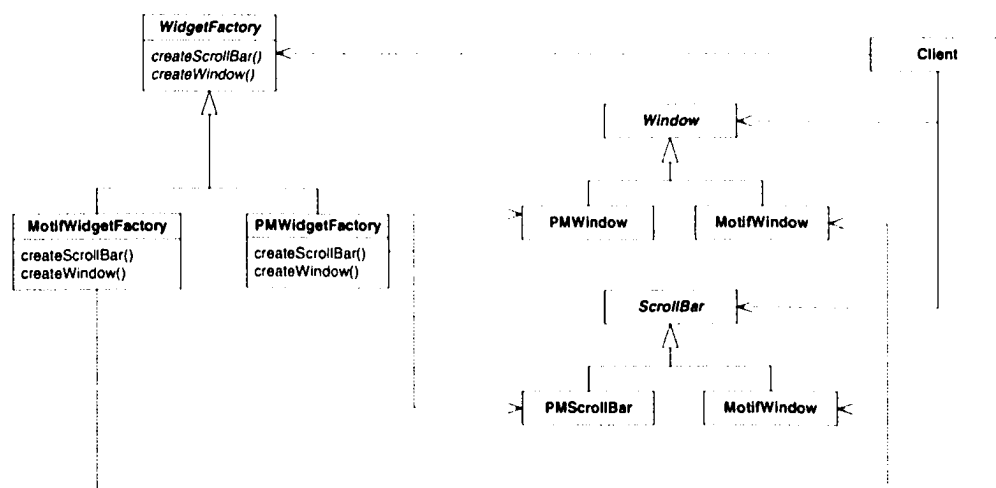 WidgetFactory
createScrollBar()
createWindow()
Client
Window
MotifWidgetFactory
createScrollBar()
createWindow()
PMWidgetFactory
createScrollBar()
createWindow()
PMWindow
MotifWindow
ScrollBar
PMScrollBar
MotifWindow